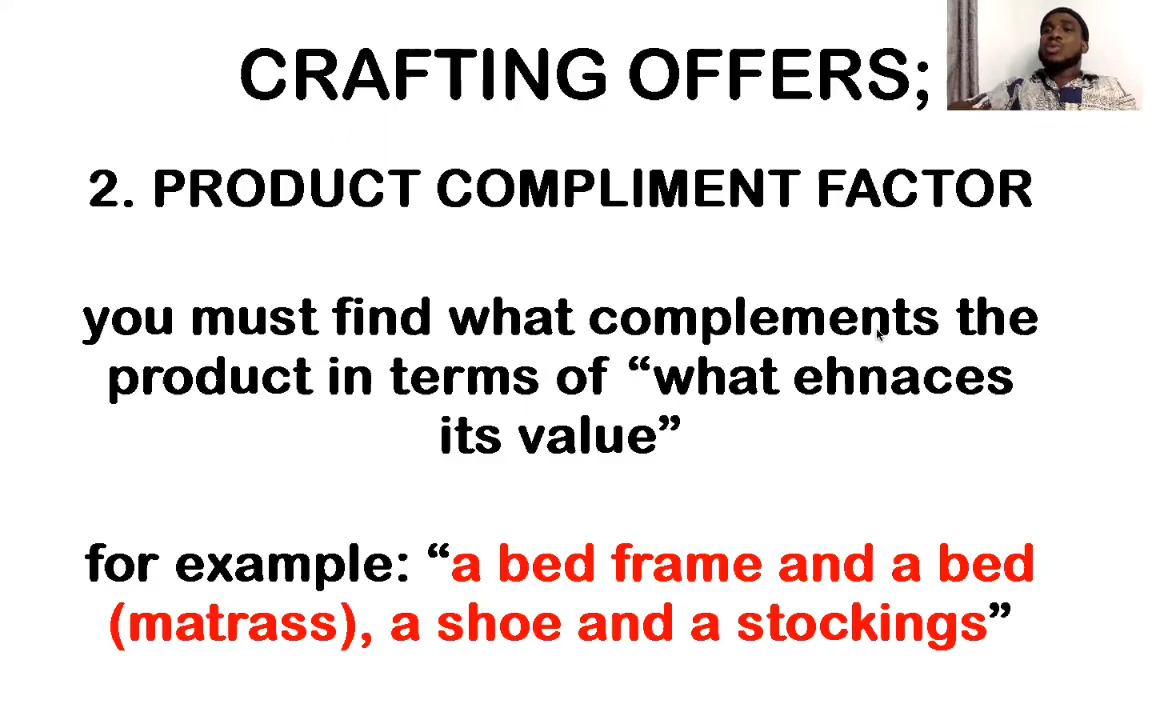 CRAFTING OFFERS;
2. PRODUCT COMPLIMENT FACTOR
you must find what complements the
product in terms of “what ehnaces
its value”
for example: “a bed frame and a bed
(matrass), a shoe and a stockings”